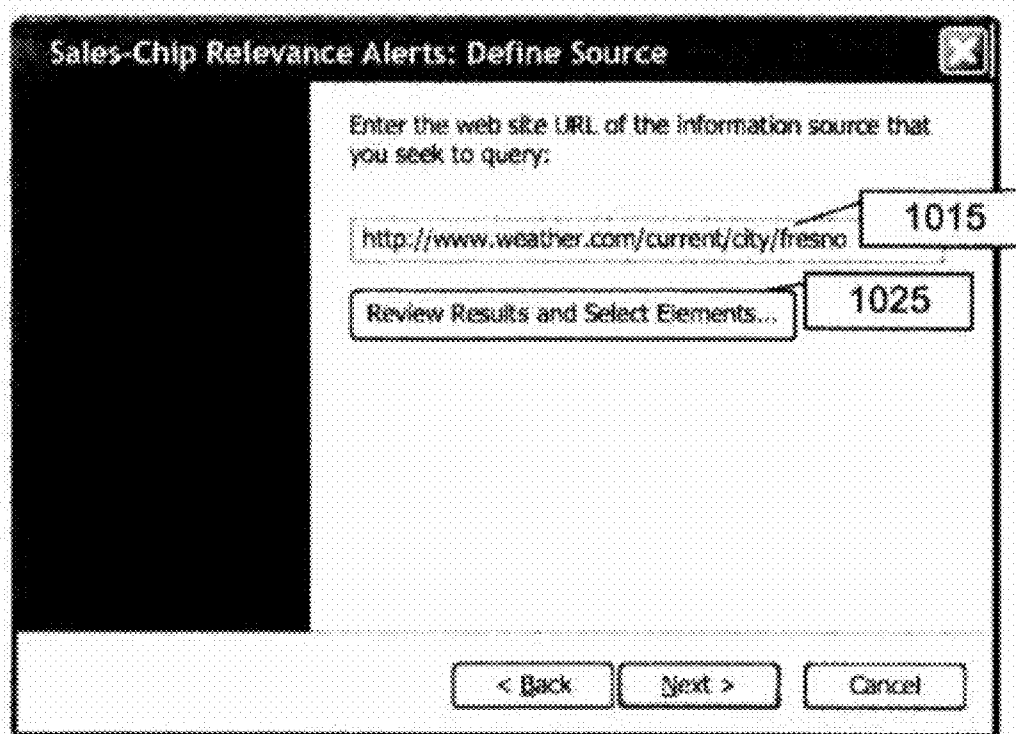 Sales-Chip Relevance Alerts: Define Source
Enter the web site URL of the information source that
you seek to query:
1015
http://www.weather.com/current/city/fresno
1025
Review Results and Select Elements...
< Back
Next >
Cancel